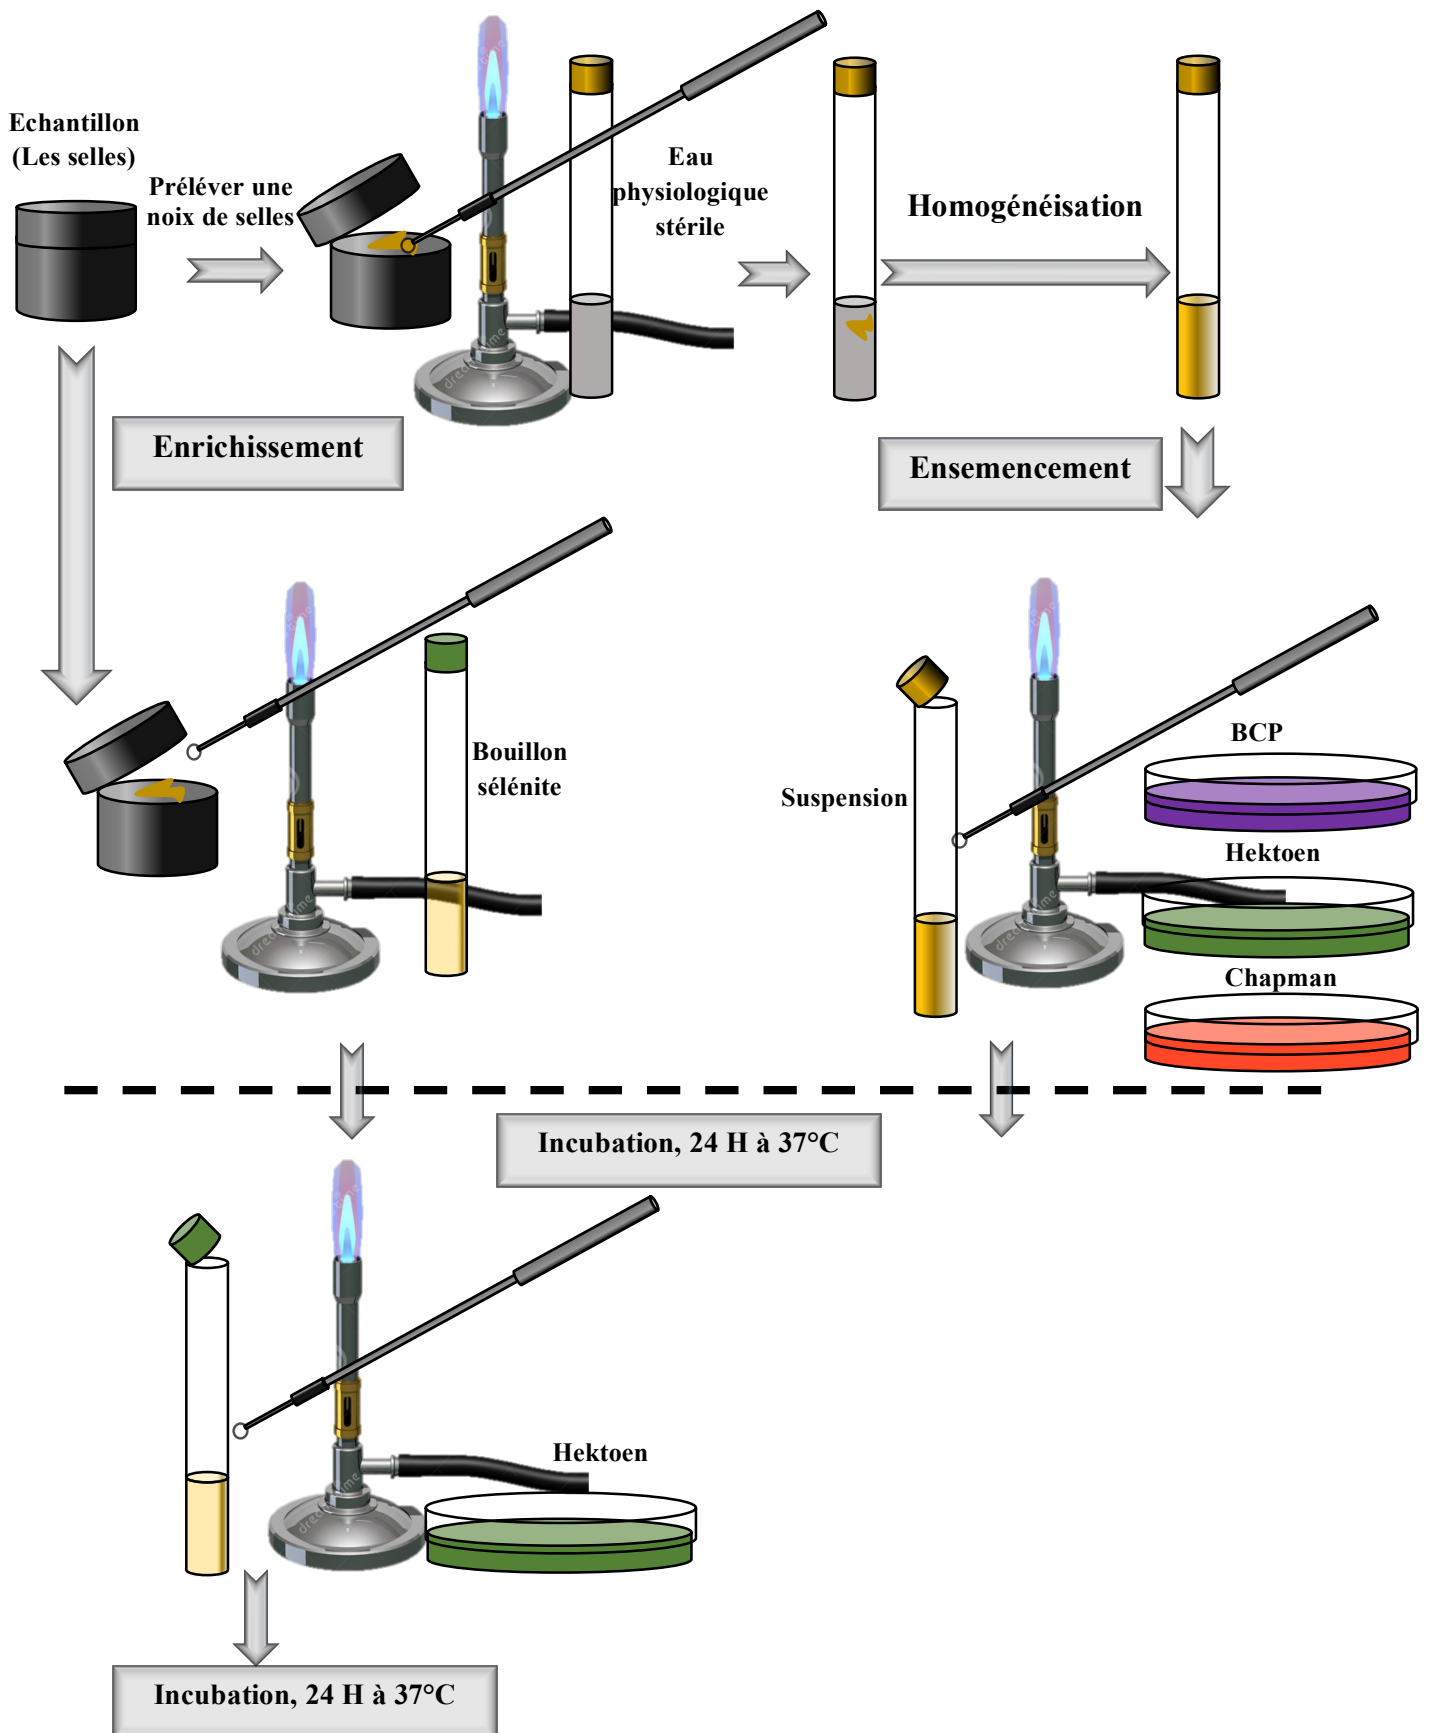 Echantillon
(Les selles)
Préléver une
noix de selles
Eau
physiologique
stérile
Homogénéisation
Enrichissement
Ensemencement
Bouillon
sélénite
Suspension
BCP
Hektoen
Chapman
Incubation, 24 H à 37°C
Hektoen
Incubation, 24 H à 37°C